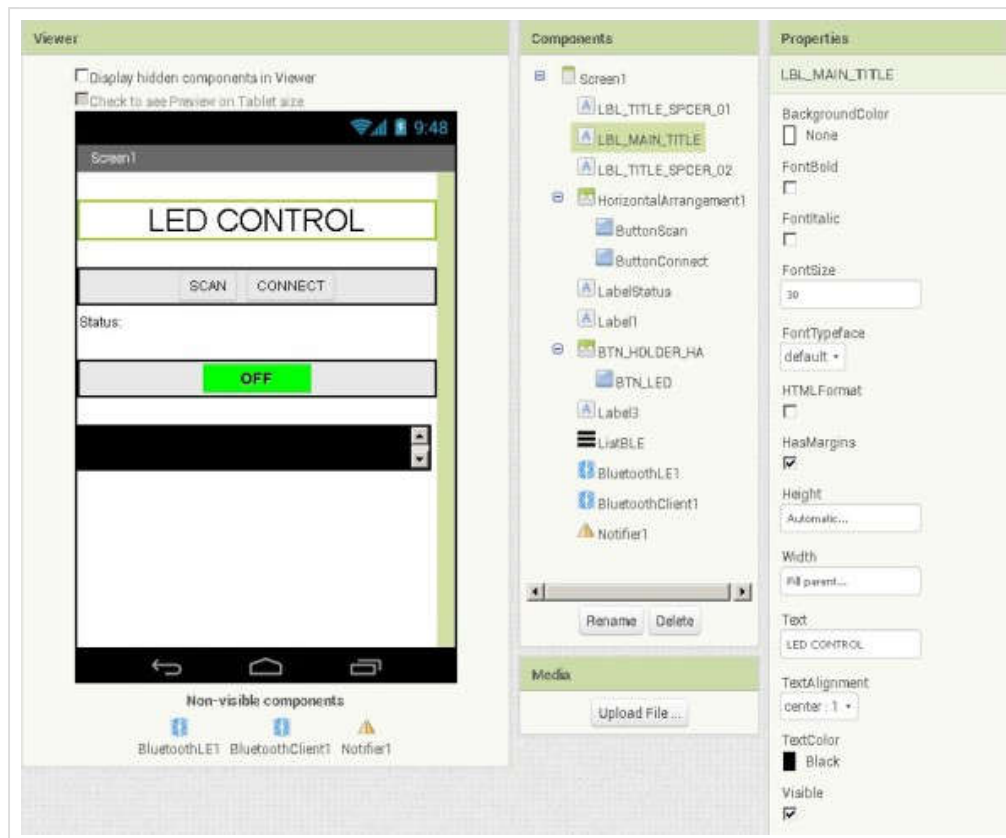 Viewer
Display hidden components in Viewer
Check to see Preview on Tablet size
9:48
Screen1
LED CONTROL
SCAN CONNECT
Status:
OFF
Non-visible components
BluetoothLE1 BluetoothClient1 Notifier1
Components
Screen1
LBL_TITLE_SPCER_01
LBL_MAIN_TITLE
LBL_TITLE_SPCER_02
HorizontalArrangement1
ButtonScan
ButtonConnect
LabelStatus
Label1
BTN_HOLDER_HA
BTN_LED
Label3
ListBLE
BluetoothLE1
BluetoothClient1
Notifier1
Rename Delete
Media
Upload File ...
Properties
LBL_MAIN_TITLE
BackgroundColor
None
FontBold
FontItalic
FontSize
30
FontTypeface
default
HTMLFormat
HasMargins
Height
Automatic...
Width
Fill parent...
Text
LED CONTROL
TextAlignment
center : 1
TextColor
Black
Visible